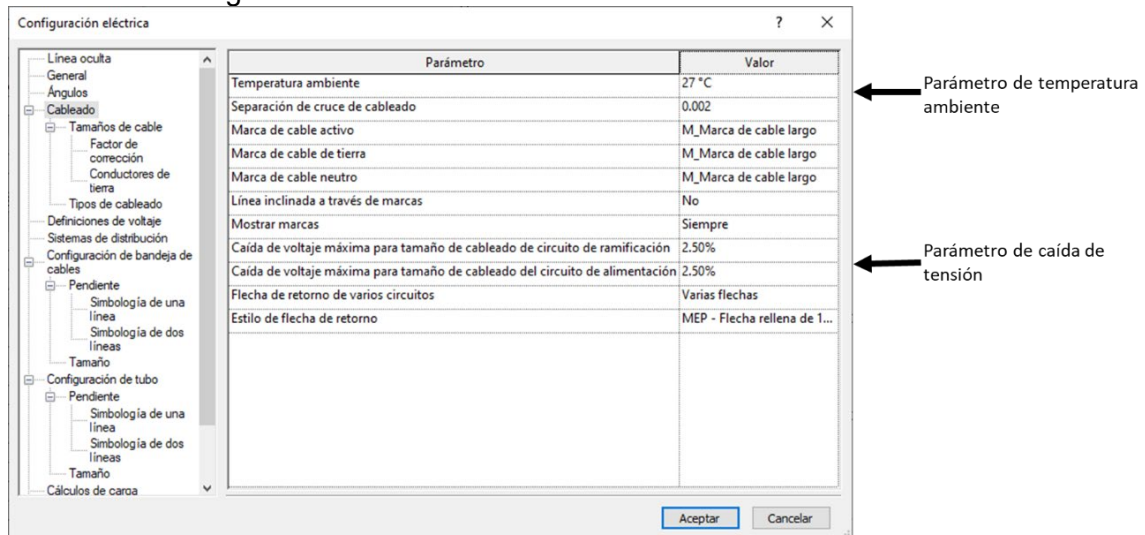 Configuración eléctrica
? ×
Línea oculta
General
Ángulos
Cableado
Tamaños de cable
Factor de
corrección
Conductores de
tierra
Tipos de cableado
Definiciones de voltaje
Sistemas de distribución
Configuración de bandeja de
cables
Pendiente
Simbología de una
línea
Simbología de dos
líneas
Tamaño
Configuración de tubo
Pendiente
Simbología de una
línea
Simbología de dos
líneas
Tamaño
Cálculos de carga
Parámetro Valor
Temperatura ambiente 27 °C
Separación de cruce de cableado 0.002
Marca de cable activo M_Marca de cable largo
Marca de cable de tierra M_Marca de cable largo
Marca de cable neutro M_Marca de cable largo
Línea inclinada a través de marcas No
Mostrar marcas Siempre
Caída de voltaje máxima para tamaño de cableado de circuito de ramificación 2.50%
Caída de voltaje máxima para tamaño de cableado del circuito de alimentación 2.50%
Flecha de retorno de varios circuitos Varias flechas
Estilo de flecha de retorno MEP - Flecha rellena de 1...
Aceptar Cancelar
Parámetro de temperatura
ambiente
Parámetro de caída de
tensión